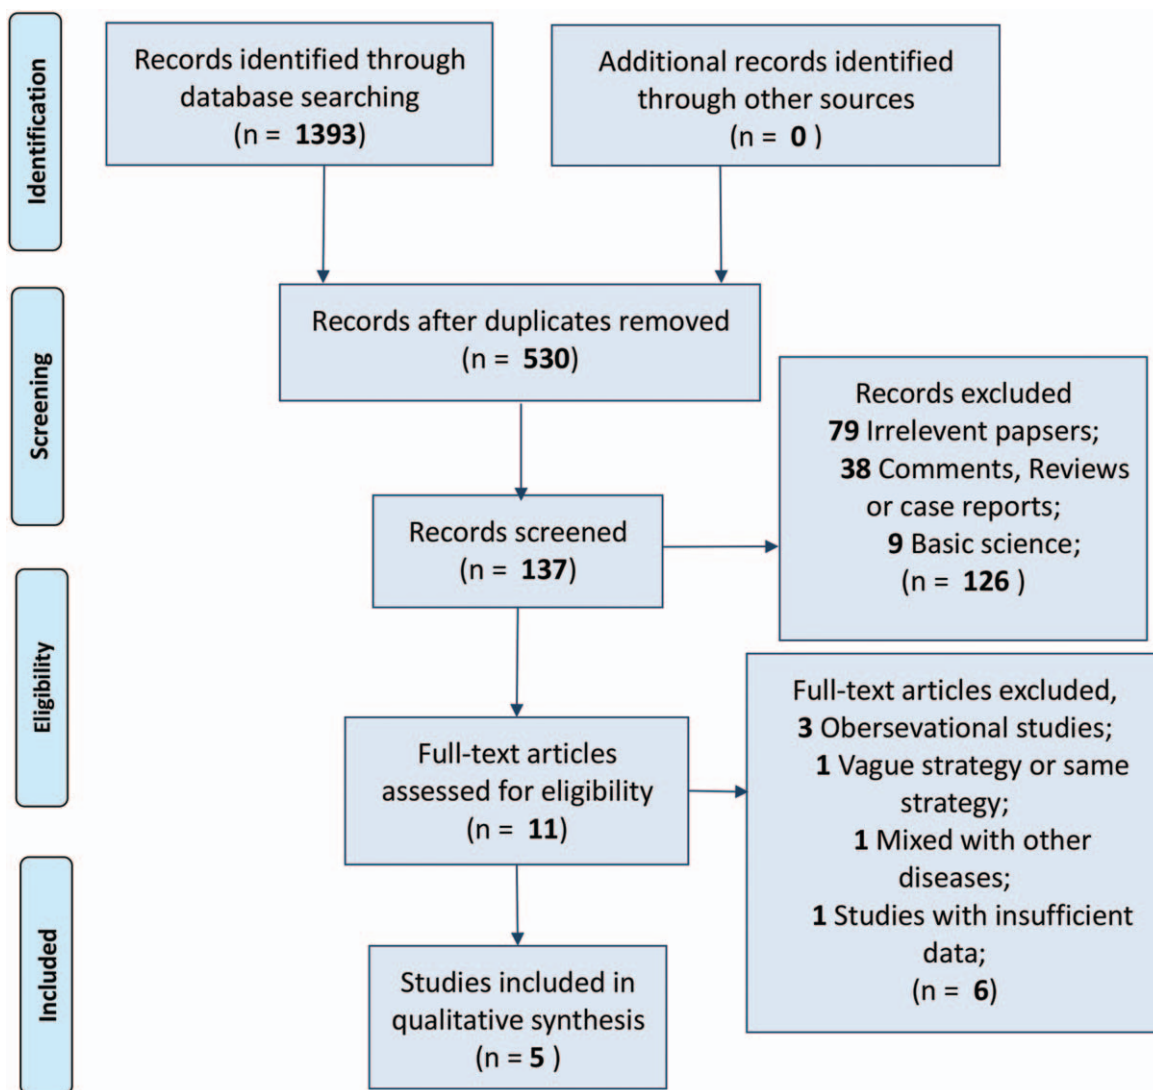 Identification
Records identified through
database searching
(n = 1393)
Additional records identified
through other sources
(n = 0 )
Screening
Records after duplicates removed
(n = 530)
Records excluded
79 Irrelevent papsers;
38 Comments, Reviews
or case reports;
9 Basic science;
(n = 126 )
Records screened
(n = 137)
Eligibility
Full-text articles
assessed for eligibility
(n = 11)
Full-text articles excluded,
3 Obersevational studies;
1 Vague strategy or same
strategy;
1 Mixed with other
diseases;
1 Studies with insufficient
data;
(n = 6)
Included
Studies included in
qualitative synthesis
(n = 5 )